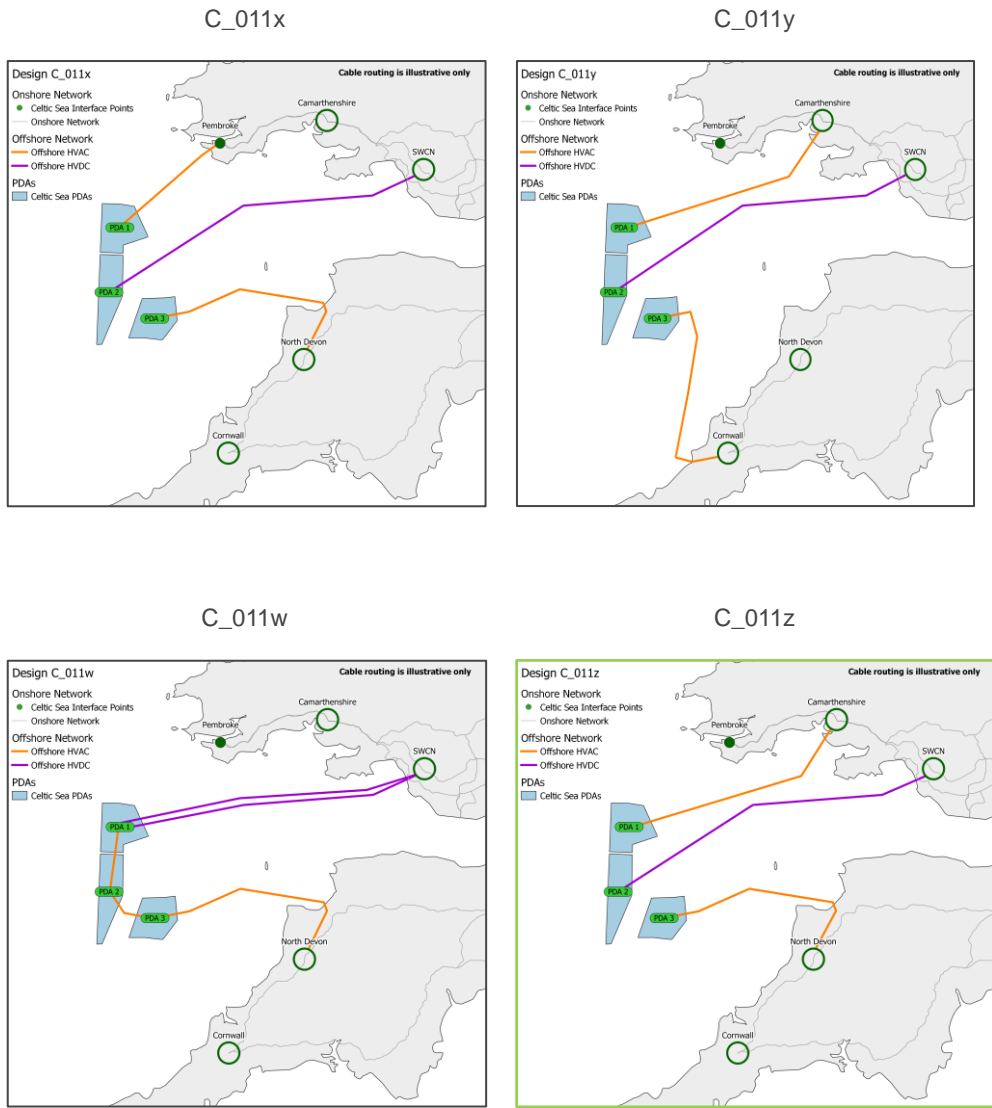 C_011x
C_011y
Design C_011x
Cable routing is illustrative only
Onshore Network
Celtic Sea Interface Points
Onshore Network
Offshore Network
Offshore HVAC
Offshore HVDC
PDAs
Celtic Sea PDAs
Camarthenshire
Pembroke
SWCN
PDA 1
PDA 2
PDA 3
North Devon
Cornwall
Design C_011y
Cable routing is illustrative only
Onshore Network
Celtic Sea Interface Points
Onshore Network
Offshore Network
Offshore HVAC
Offshore HVDC
PDAs
Celtic Sea PDAs
Camarthenshire
Pembroke
SWCN
PDA 1
PDA 2
PDA 3
North Devon
Cornwall
C_011w
C_011z
Design C_011w
Cable routing is illustrative only
Onshore Network
Celtic Sea Interface Points
Onshore Network
Offshore Network
Offshore HVAC
Offshore HVDC
PDAs
Celtic Sea PDAs
Camarthenshire
Pembroke
SWCN
PDA 1
PDA 2
PDA 3
North Devon
Cornwall
Design C_011z
Cable routing is illustrative only
Onshore Network
Celtic Sea Interface Points
Onshore Network
Offshore Network
Offshore HVAC
Offshore HVDC
PDAs
Celtic Sea PDAs
Camarthenshire
Pembroke
SWCN
PDA 1
PDA 2
PDA 3
North Devon
Cornwall